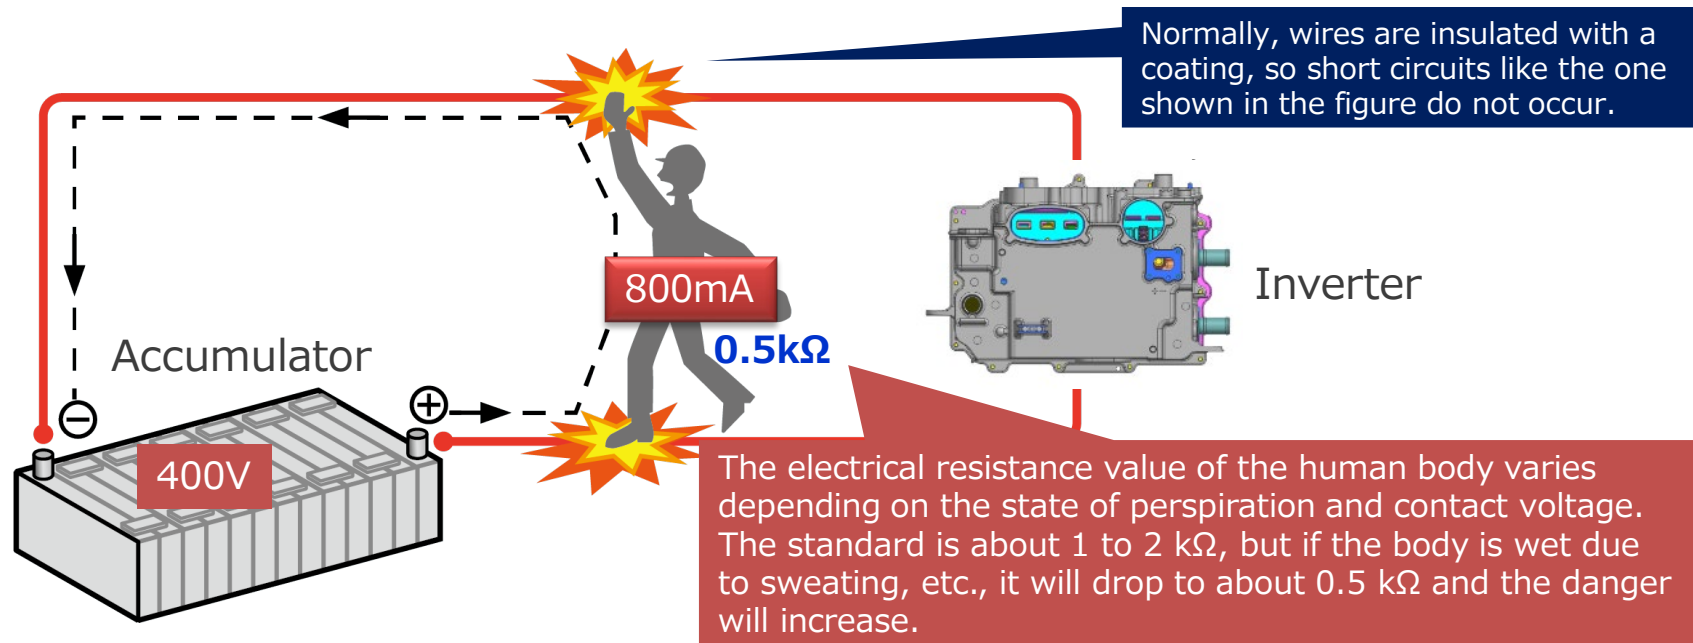 Normally, wires are insulated with a
coating, so short circuits like the one
shown in the figure do not occur.
800mA
0.5kΩ
Inverter
Accumulator
−
+
400V
The electrical resistance value of the human body varies
depending on the state of perspiration and contact voltage.
The standard is about 1 to 2 kΩ, but if the body is wet due
to sweating, etc., it will drop to about 0.5 kΩ and the danger
will increase.